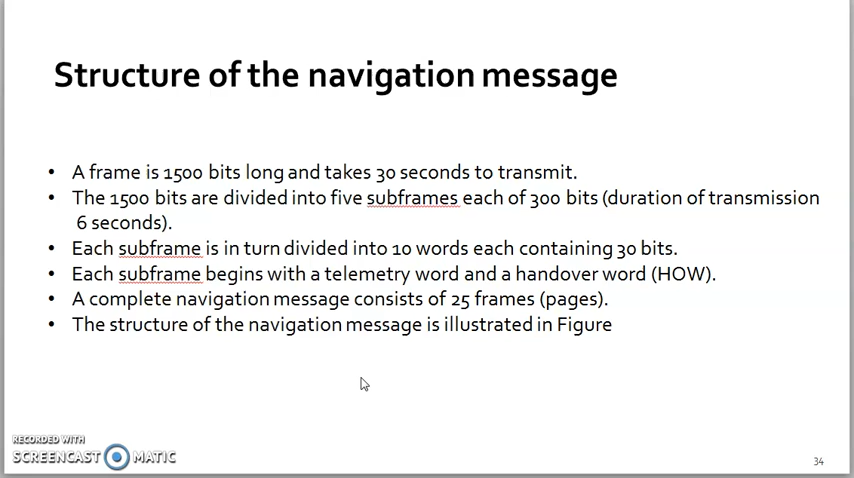 Structure of the navigation message
• A frame is 1500 bits long and takes 30 seconds to transmit.
• The 1500 bits are divided into five subframes each of 300 bits (duration of transmission
6 seconds).
• Each subframe is in turn divided into 10 words each containing 30 bits.
• Each subframe begins with a telemetry word and a handover word (HOW).
• A complete navigation message consists of 25 frames (pages).
• The structure of the navigation message is illustrated in Figure
RECORDED WITH
SCREENCAST MATIC
34